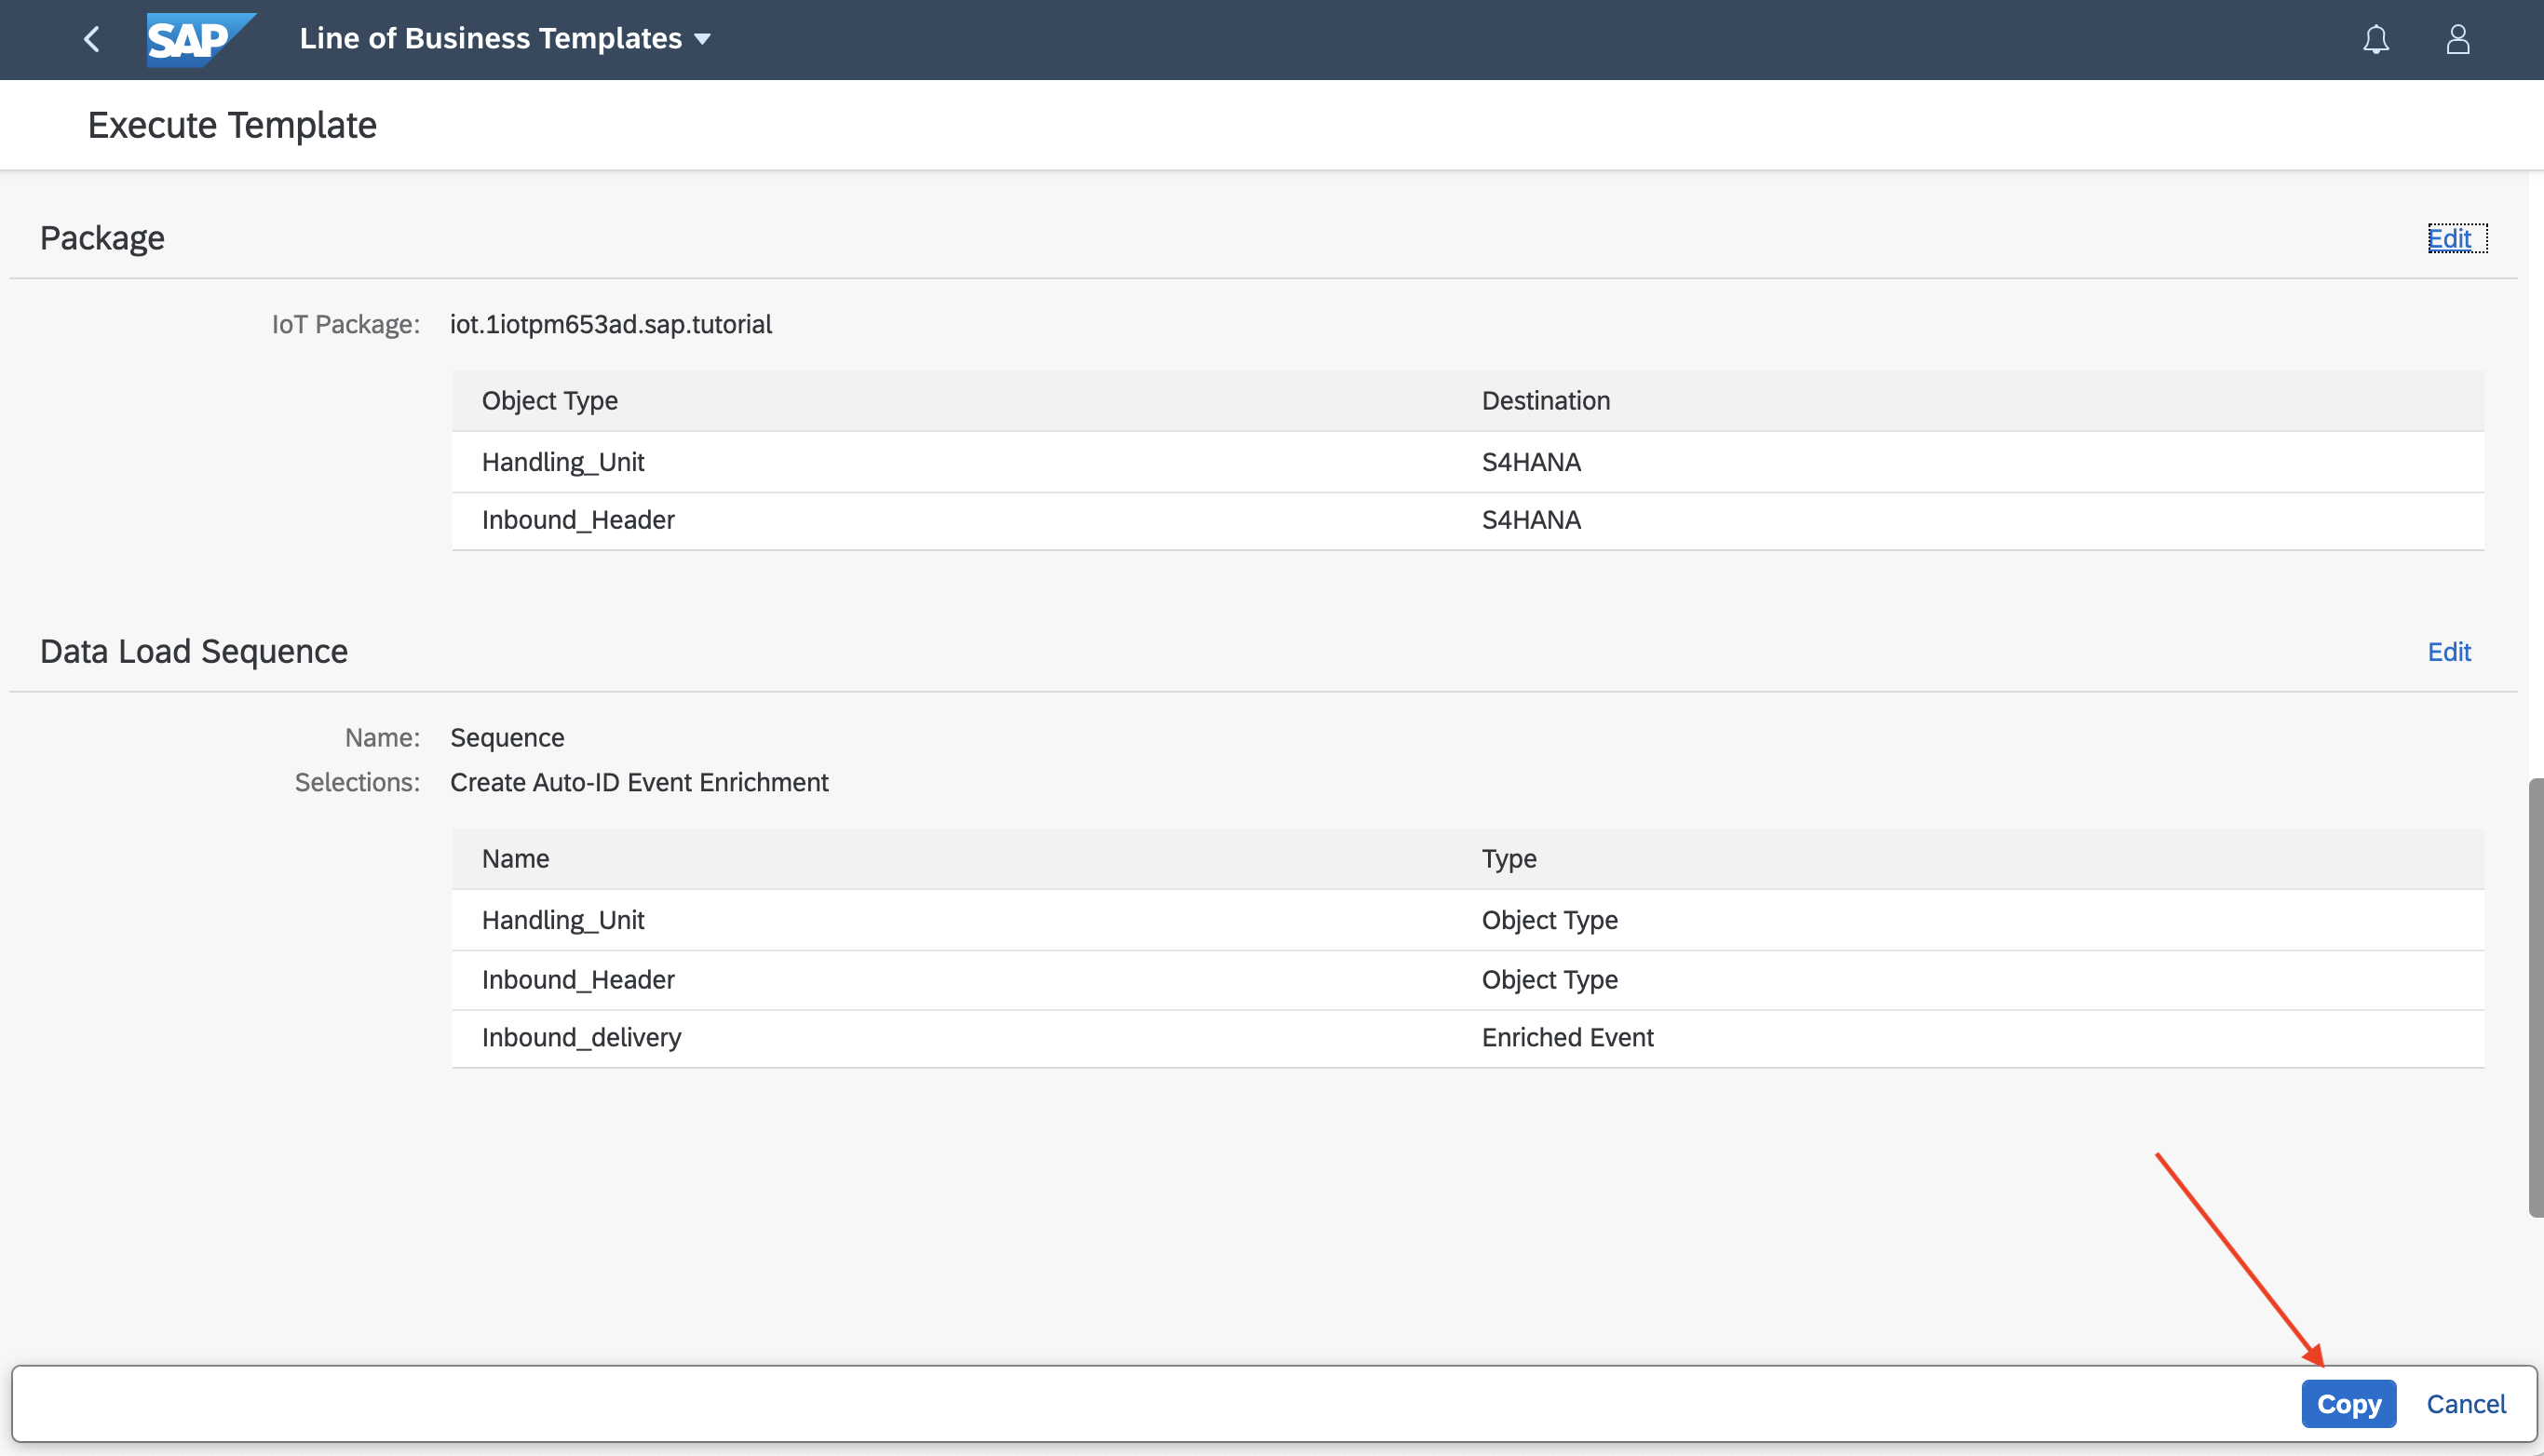 SAP Line of Business Templates
Execute Template
Package Edit
IoT Package: iot.1iotpm653ad.sap.tutorial
Object Type Destination
Handling_Unit S4HANA
Inbound_Header S4HANA
Data Load Sequence Edit
Name: Sequence
Selections: Create Auto-ID Event Enrichment
Name Type
Handling_Unit Object Type
Inbound_Header Object Type
Inbound_delivery Enriched Event
Copy Cancel